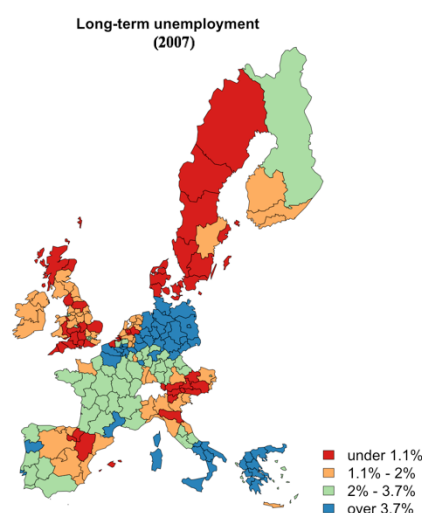 Long-term unemployment
(2007)
under 1.1%
1.1% - 2%
2% - 3.7%
over 3.7%